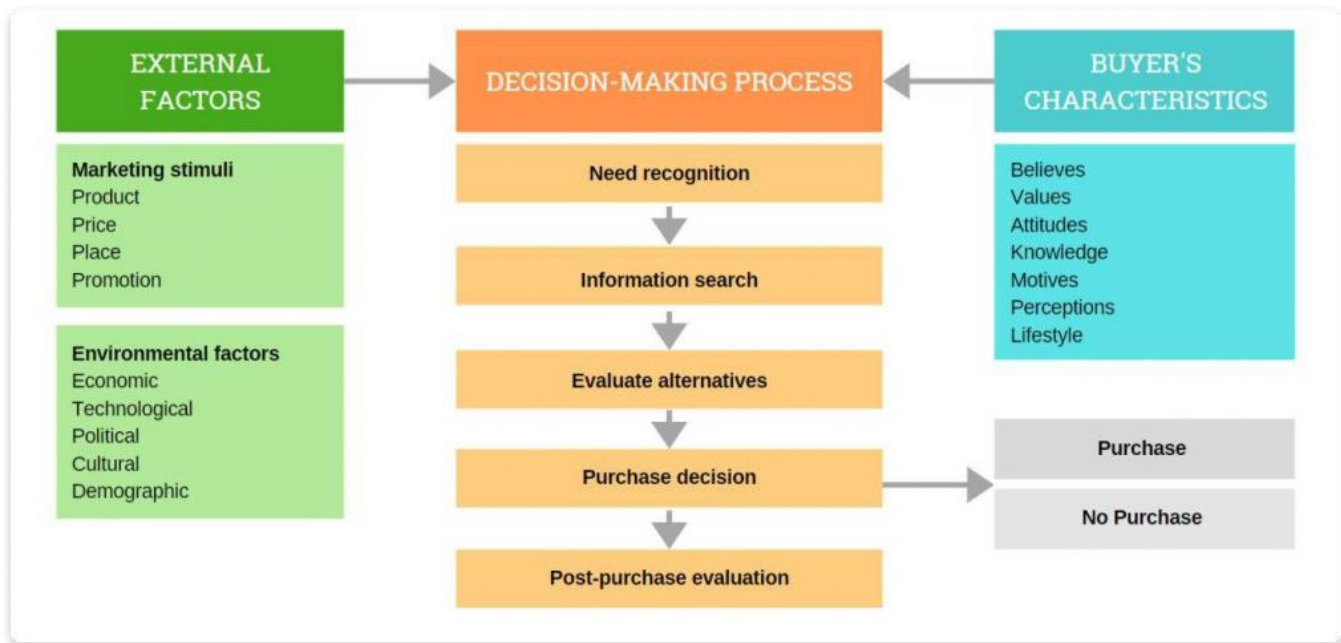 EXTERNAL
FACTORS
Marketing stimuli
Product
Price
Place
Promotion
Environmental factors
Economic
Technological
Political
Cultural
Demographic
DECISION-MAKING PROCESS
Need recognition
Information search
Evaluate alternatives
Purchase decision
Post-purchase evaluation
BUYER'S
CHARACTERISTICS
Believes
Values
Attitudes
Knowledge
Motives
Perceptions
Lifestyle
Purchase
No Purchase